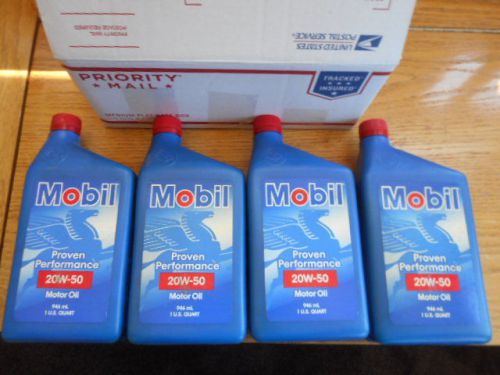 UNITED STATES
POSTAL SERVICE
PRIORITY
★ MAIL ★
TRACKED
INSURED
Mobil
Proven
Performance
20W-50
Motor Oil
946 mL
1 U.S. QUART
Mobil
Proven
Performance
20W-50
Motor Oil
946 mL
1 U.S. QUART
Mobil
Proven
Performance
20W-50
Motor Oil
946 mL
1 U.S. QUART
Mobil
Proven
Performance
20W-50
Motor Oil
946 mL
1 U.S. QUART